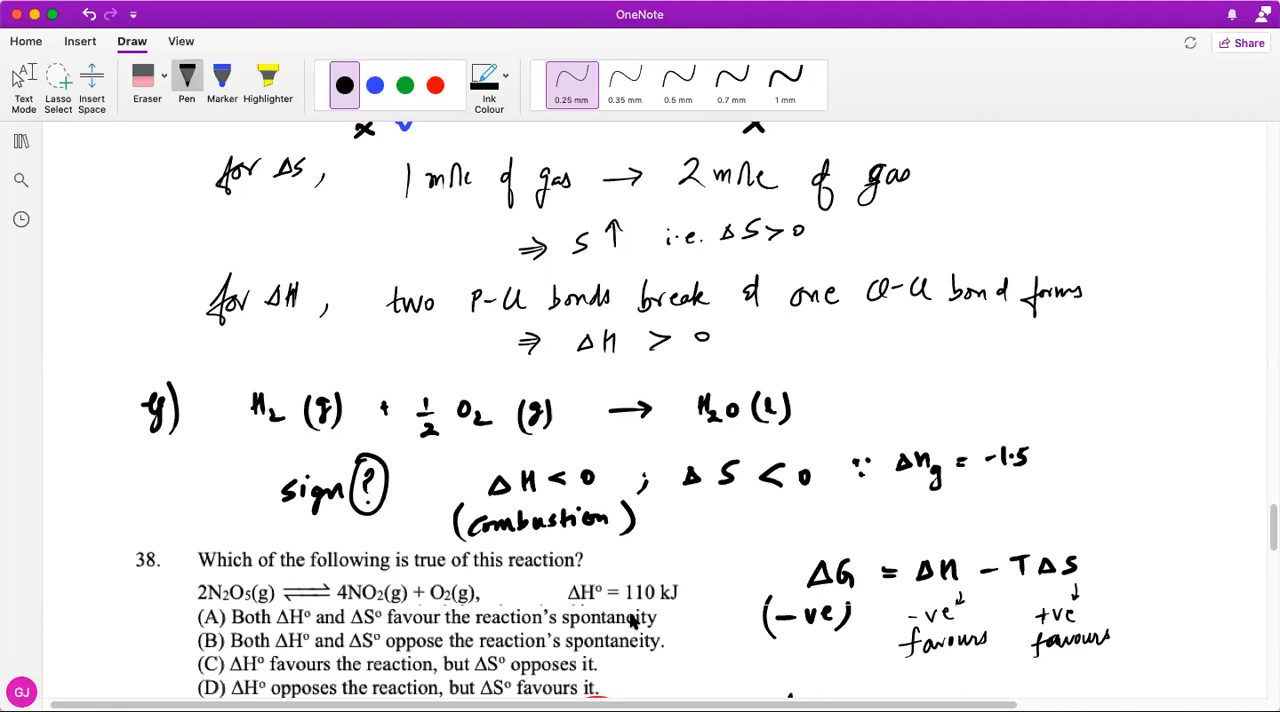 OneNote
Home Insert Draw View
Share
Text Mode
Lasso Select
Insert Space
Eraser
Pen
Marker
Highlighter
Ink Colour
0.25 mm
0.35 mm
0.5 mm
0.7 mm
1 mm
for ΔS, 1 mole of gas → 2 mole of gas
⇒ S ↑ i.e. ΔS > 0
for ΔH, two P-Cl bonds break & one Cl-Cl bond forms
⇒ ΔH > 0
H₂ (g) + 1/2 O₂ (g) → H₂O (l)
sign ? ΔH < 0 ; ΔS < 0 ∵ Δng = -1.5
(combustion)
38. Which of the following is true of this reaction?
2N₂O₅(g) ⇌ 4NO₂(g) + O₂(g), ΔH° = 110 kJ
(A) Both ΔH° and ΔS° favour the reaction's spontaneity
(B) Both ΔH° and ΔS° oppose the reaction's spontaneity.
(C) ΔH° favours the reaction, but ΔS° opposes it.
(D) ΔH° opposes the reaction, but ΔS° favours it.
ΔG = ΔH - TΔS
(-ve) -ve +ve
favours favours
GJ